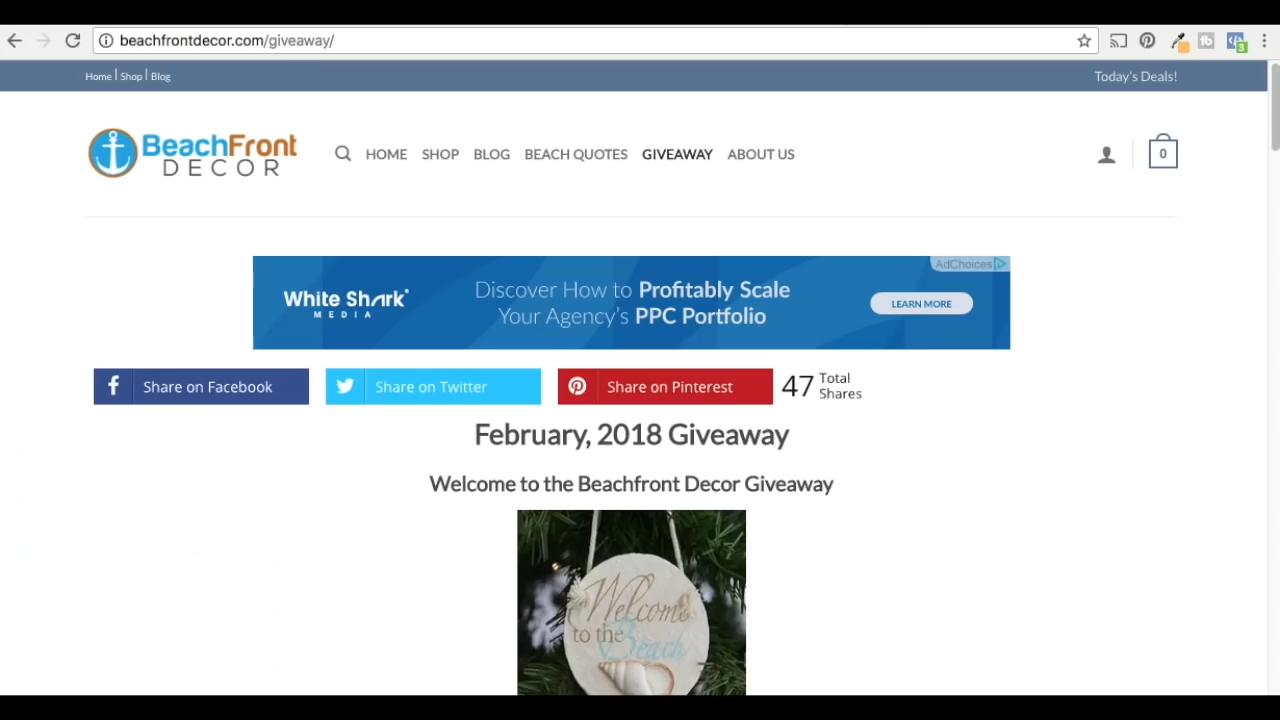 beachfrontdecor.com/giveaway/
3
Home | Shop | Blog
Today's Deals!
BeachFront
DECOR
HOME SHOP BLOG BEACH QUOTES GIVEAWAY ABOUT US
0
AdChoices
White Shark
MEDIA
Discover How to Profitably Scale
Your Agency's PPC Portfolio
LEARN MORE
Share on Facebook
Share on Twitter
Share on Pinterest
47 Total
Shares
February, 2018 Giveaway
Welcome to the Beachfront Decor Giveaway
Welcome
to the
Beach